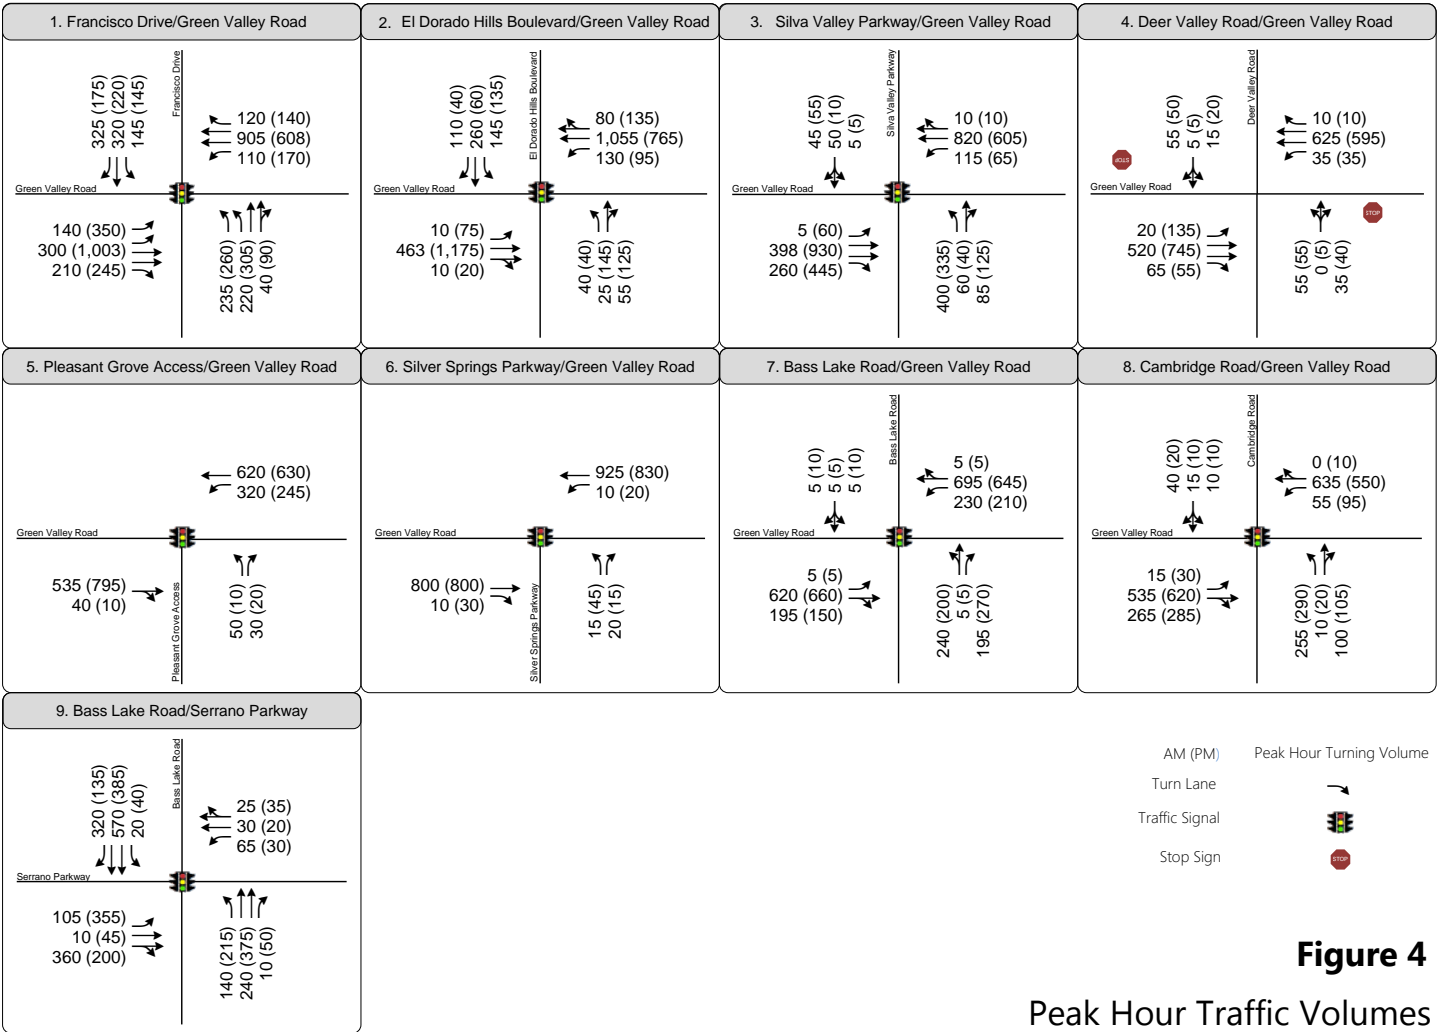 1. Francisco Drive/Green Valley Road
325 (175)
320 (220)
145 (145)
Francisco Drive
120 (140)
905 (608)
110 (170)
Green Valley Road
140 (350)
300 (1,003)
210 (245)
235 (260)
220 (305)
40 (90)
2. El Dorado Hills Boulevard/Green Valley Road
110 (40)
260 (60)
145 (135)
El Dorado Hills Boulevard
80 (135)
1,055 (765)
130 (95)
Green Valley Road
10 (75)
463 (1,175)
10 (20)
40 (40)
25 (145)
55 (125)
3. Silva Valley Parkway/Green Valley Road
45 (55)
50 (10)
5 (5)
Silva Valley Parkway
10 (10)
820 (605)
115 (65)
Green Valley Road
5 (60)
398 (930)
260 (445)
400 (335)
60 (40)
85 (125)
4. Deer Valley Road/Green Valley Road
55 (50)
5 (5)
15 (20)
Deer Valley Road
10 (10)
625 (595)
35 (35)
STOP
Green Valley Road
STOP
20 (135)
520 (745)
65 (55)
55 (55)
0 (5)
35 (40)
5. Pleasant Grove Access/Green Valley Road
620 (630)
320 (245)
Green Valley Road
535 (795)
40 (10)
Pleasant Grove Access
50 (10)
30 (20)
6. Silver Springs Parkway/Green Valley Road
925 (830)
10 (20)
Green Valley Road
800 (800)
10 (30)
Silver Springs Parkway
15 (45)
20 (15)
7. Bass Lake Road/Green Valley Road
5 (10)
5 (5)
5 (10)
Bass Lake Road
5 (5)
695 (645)
230 (210)
Green Valley Road
5 (5)
620 (660)
195 (150)
240 (200)
5 (5)
195 (270)
8. Cambridge Road/Green Valley Road
40 (20)
15 (10)
10 (10)
Cambridge Road
0 (10)
635 (550)
55 (95)
Green Valley Road
15 (30)
535 (620)
265 (285)
255 (290)
10 (20)
100 (105)
9. Bass Lake Road/Serrano Parkway
320 (135)
570 (385)
20 (40)
Bass Lake Road
25 (35)
30 (20)
65 (30)
Serrano Parkway
105 (355)
10 (45)
360 (200)
140 (215)
240 (375)
10 (50)
AM (PM) Peak Hour Turning Volume
Turn Lane
Traffic Signal
Stop Sign STOP
Figure 4
Peak Hour Traffic Volumes